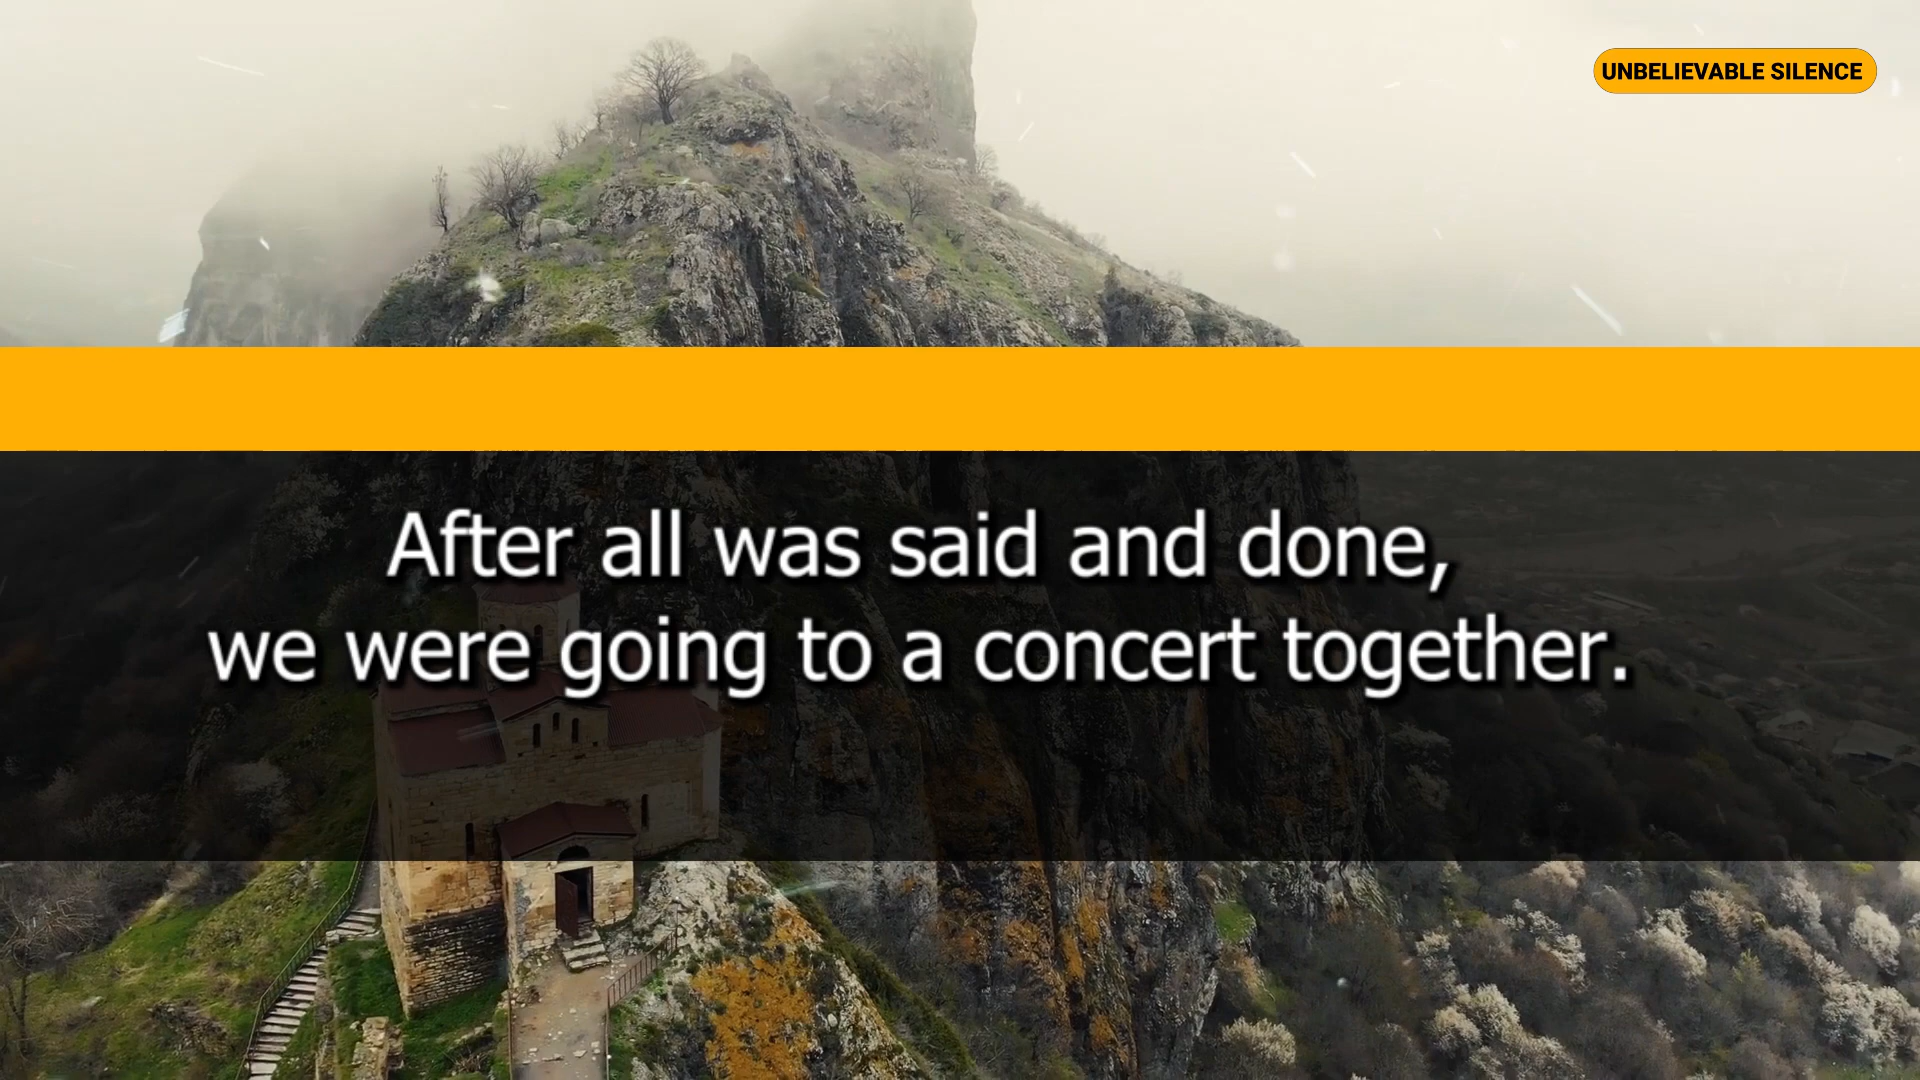 UNBELIEVABLE SILENCE
After all was said and done,
we were going to a concert together.